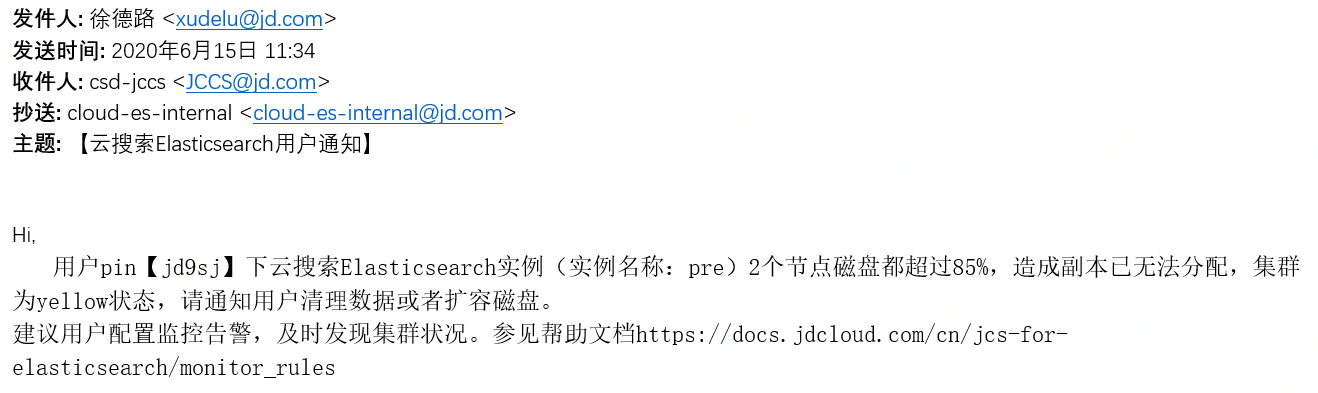 发件人: 徐德路 <xudelu@jd.com>
发送时间: 2020年6月15日 11:34
收件人: csd-jccs <JCCS@jd.com>
抄送: cloud-es-internal <cloud-es-internal@jd.com>
主题: 【云搜索Elasticsearch用户通知】
Hi,
用户pin【jd9sj】下云搜索Elasticsearch实例（实例名称：pre）2个节点磁盘都超过85%，造成副本已无法分配，集群
为yellow状态，请通知用户清理数据或者扩容磁盘。
建议用户配置监控告警，及时发现集群状况。参见帮助文档https://docs.jdcloud.com/cn/jcs-for-
elasticsearch/monitor_rules